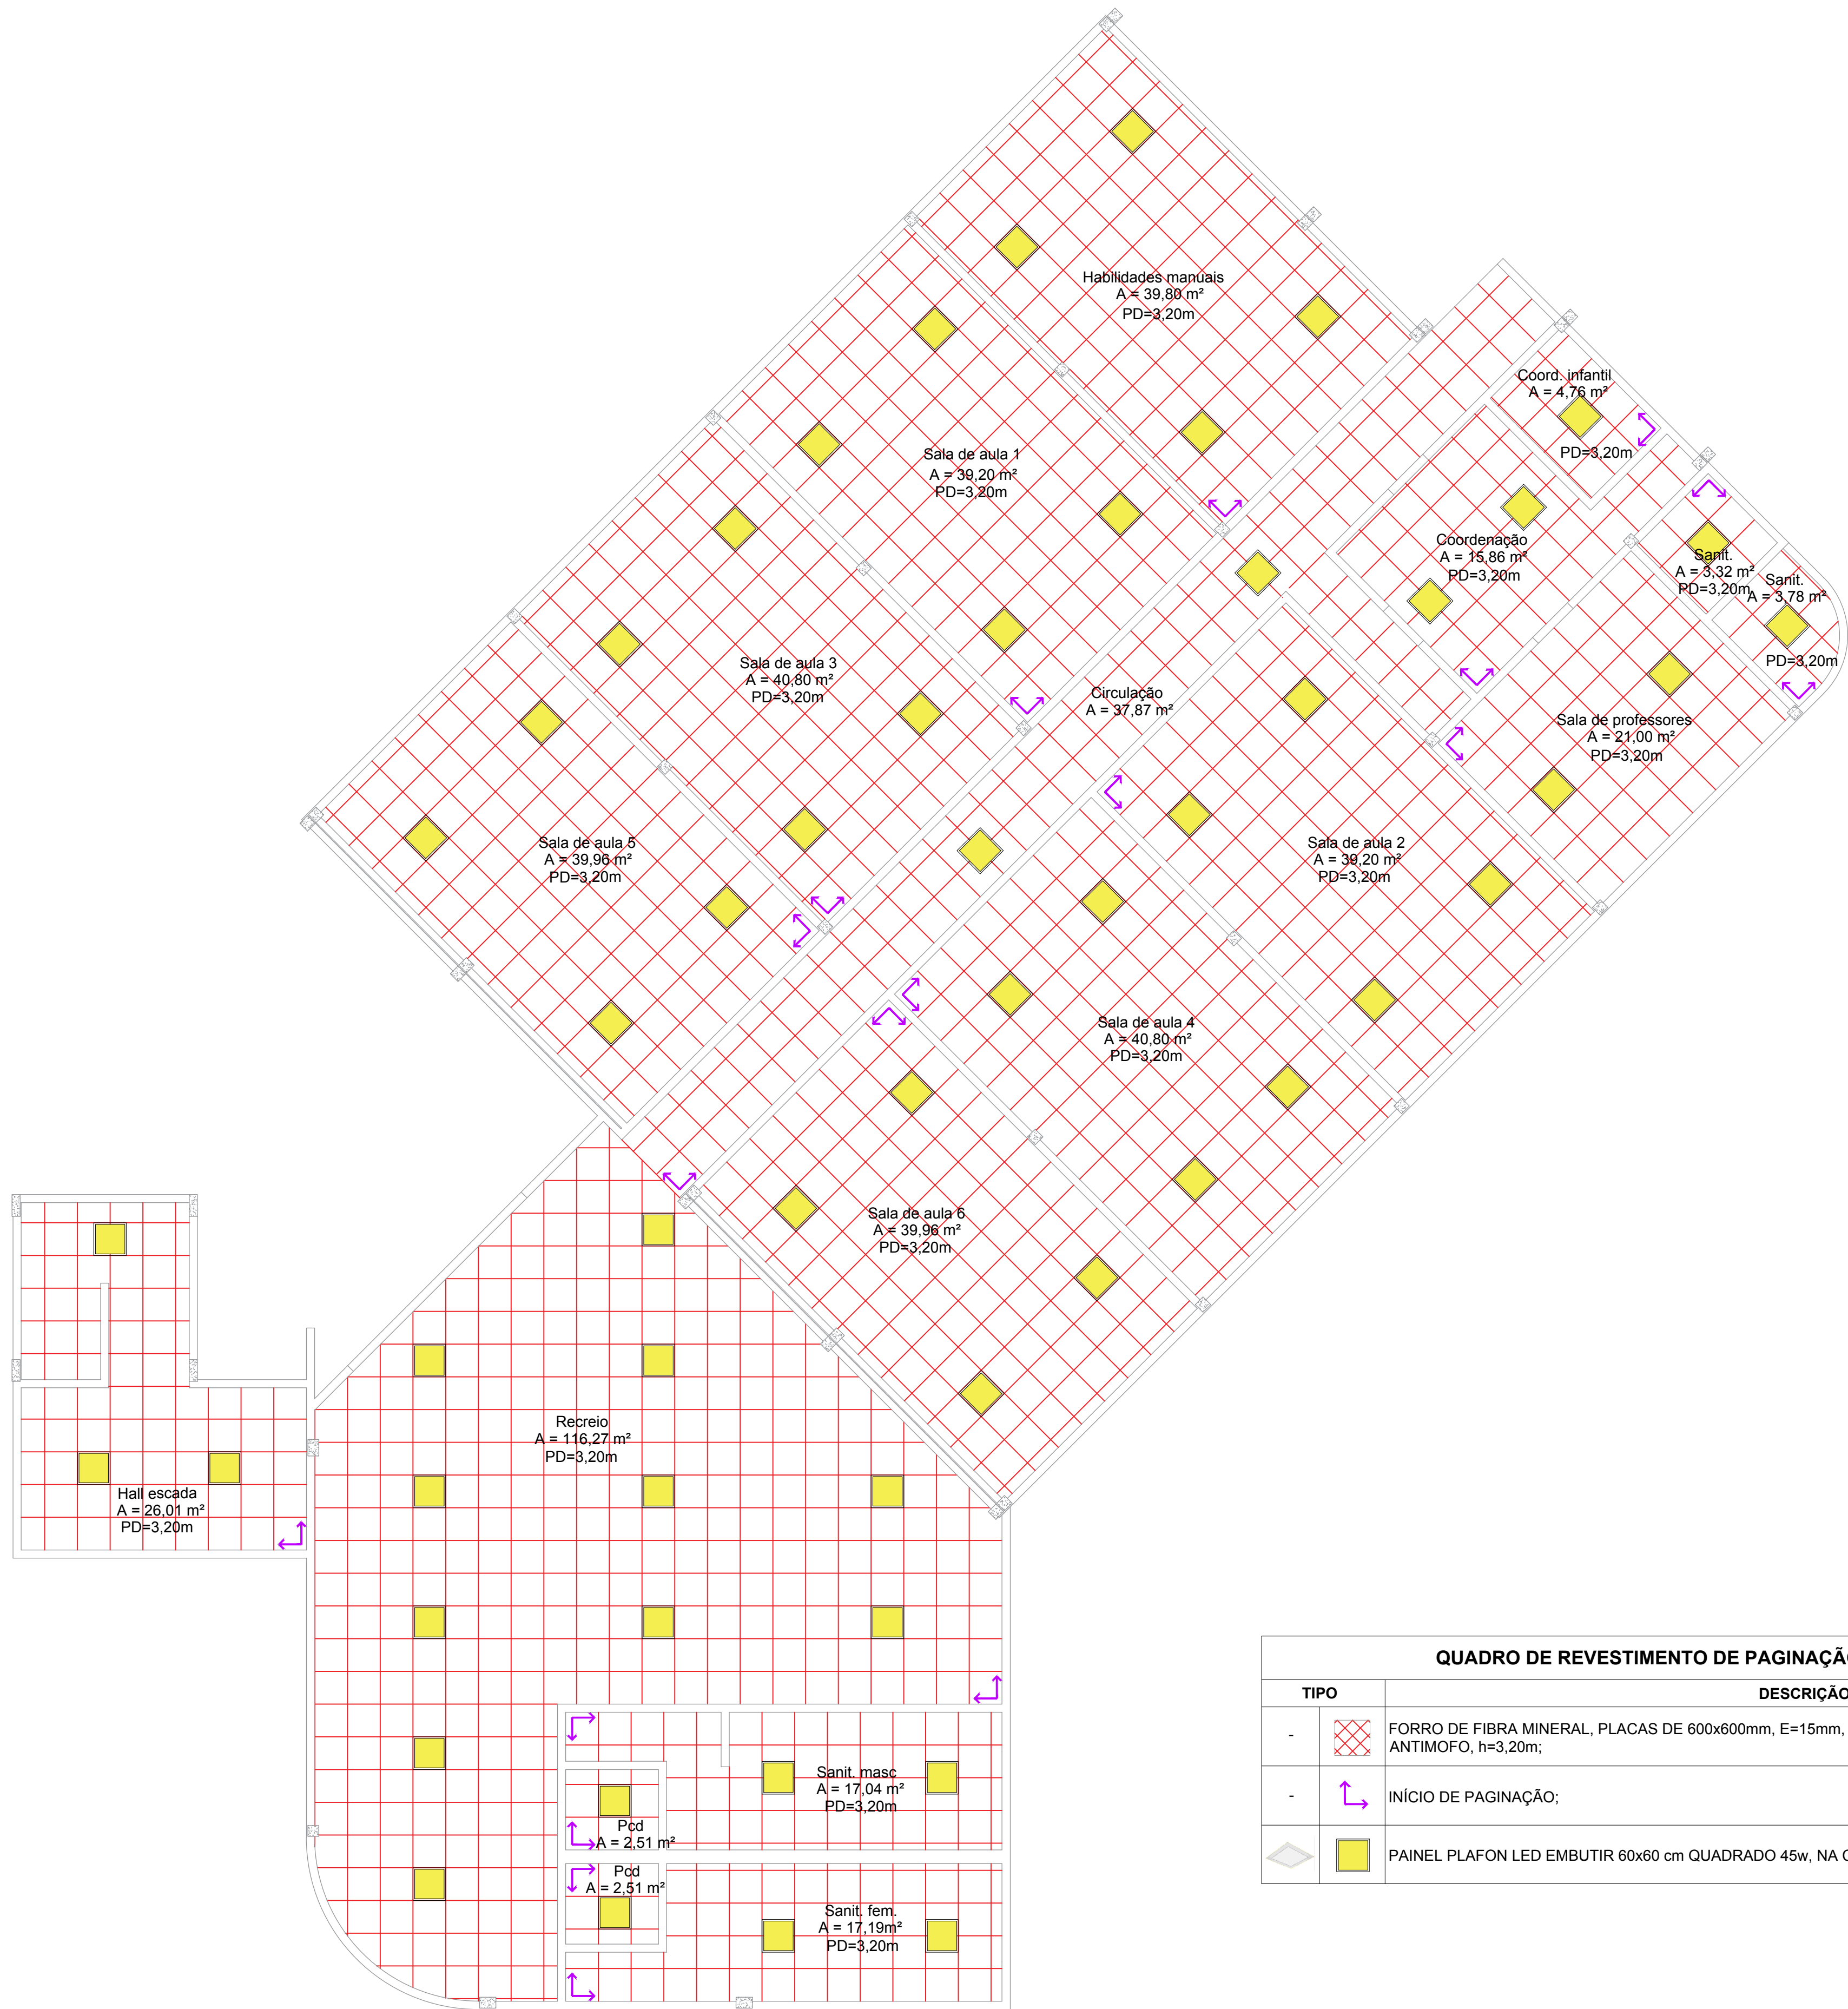 Habilidades manuais
A = 39,80 m²
PD=3,20m
Coord. infantil
A = 4,76 m²
PD=3,20m
Sala de aula 1
A = 39,20 m²
PD=3,20m
Coordenação
A = 15,86 m²
PD=3,20m
Sanit.
A = 3,32 m²
PD=3,20m
Sanit.
A = 3,78 m²
PD=3,20m
Sala de aula 3
A = 40,80 m²
PD=3,20m
Circulação
A = 37,87 m²
Sala de professores
A = 21,00 m²
PD=3,20m
Sala de aula 5
A = 39,96 m²
PD=3,20m
Sala de aula 2
A = 39,20 m²
PD=3,20m
Sala de aula 4
A = 40,80 m²
PD=3,20m
Sala de aula 6
A = 39,96 m²
PD=3,20m
Recreio
A = 116,27 m²
PD=3,20m
Hall escada
A = 26,01 m²
PD=3,20m
Sanit. masc
A = 17,04 m²
PD=3,20m
Pcd
A = 2,51 m²
Pcd
A = 2,51 m²
Sanit. fem.
A = 17,19m²
PD=3,20m
QUADRO DE REVESTIMENTO DE
TIPO
DESCRIÇÃO
- FORRO DE FIBRA MINERAL, PLACAS DE 600x600mm, E=15mm,
ANTIMOFO, h=3,20m;
- INÍCIO DE PAGINAÇÃO;
PAINEL PLAFON LED EMBUTIR 60x60 cm QUADRADO 45w, NA